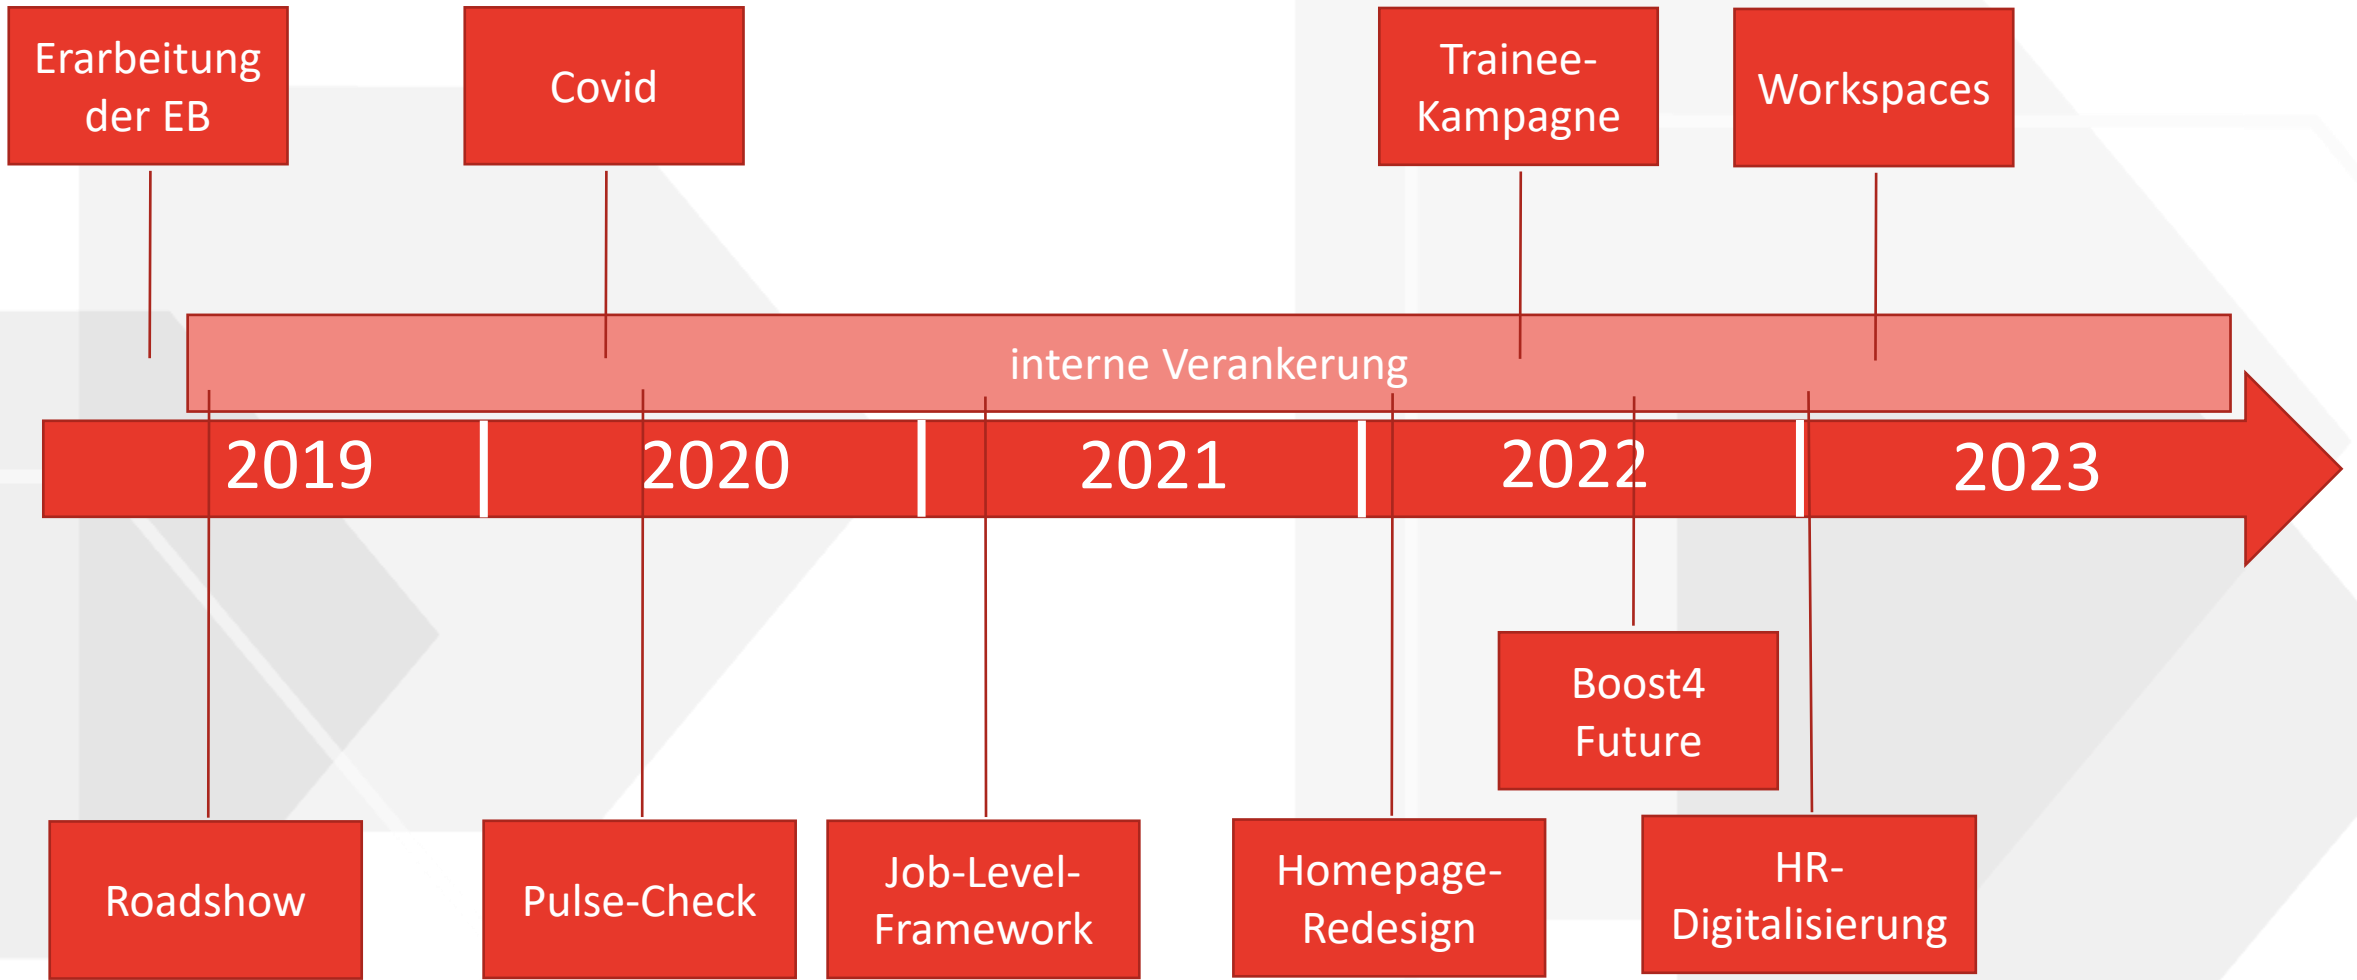 Erarbeitung
der EB
Covid
Trainee-
Kampagne
Workspaces
interne Verankerung
2019
2020
2021
2022
2023
Boost4
Future
Roadshow
Pulse-Check
Job-Level-
Framework
Homepage-
Redesign
HR-
Digitalisierung